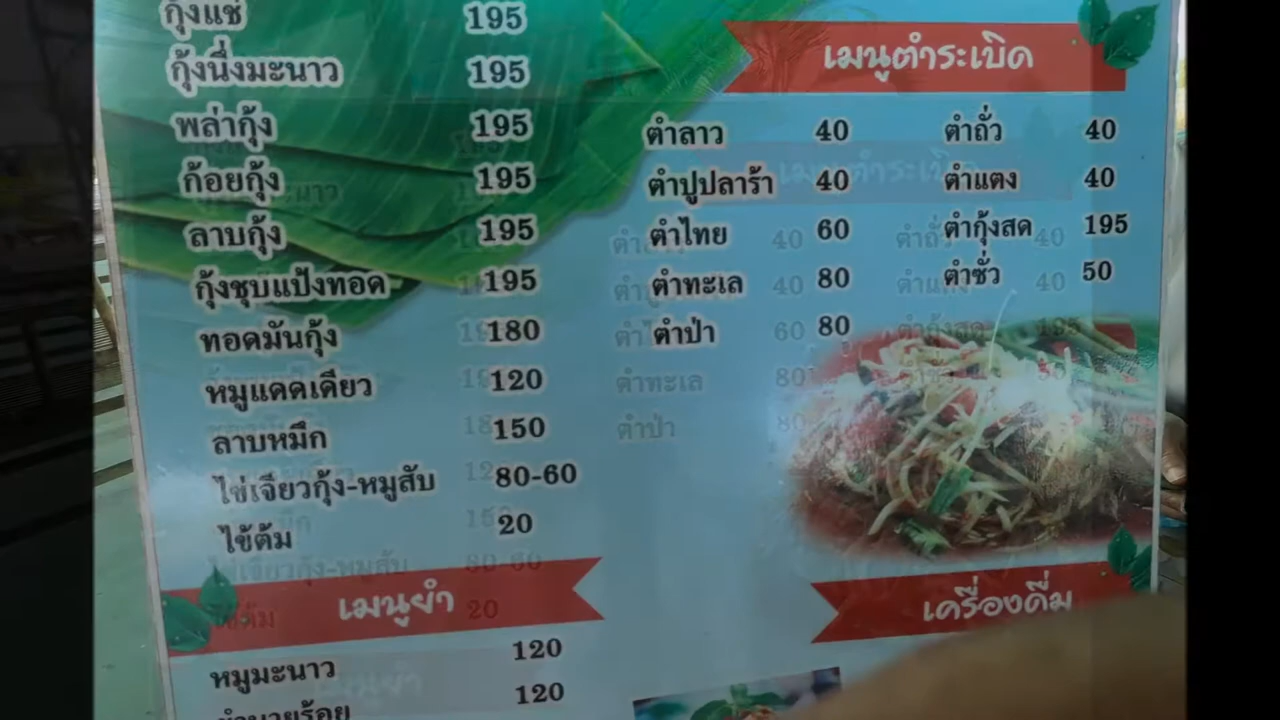 กุ้งแช่ 195
กุ้งนึ่งมะนาว 195
พล่ากุ้ง 195
ก้อยกุ้ง 195
ลาบกุ้ง 195
กุ้งชุบแป้งทอด 195
ทอดมันกุ้ง 180
หมูแดดเดียว 120
ลาบหมึก 150
ไข่เจียวกุ้ง-หมูสับ 80-60
ไข้ต้ม 20
เมนูยำ
หมูมะนาว 120
120
เมนูตำระเบิด
ตำลาว 40 ตำถั่ว 40
ตำปูปลาร้า 40 ตำแตง 40
ตำไทย 60 ตำกุ้งสด 195
ตำทะเล 80 ตำซั่ว 50
ตำป่า 80
เครื่องดื่ม